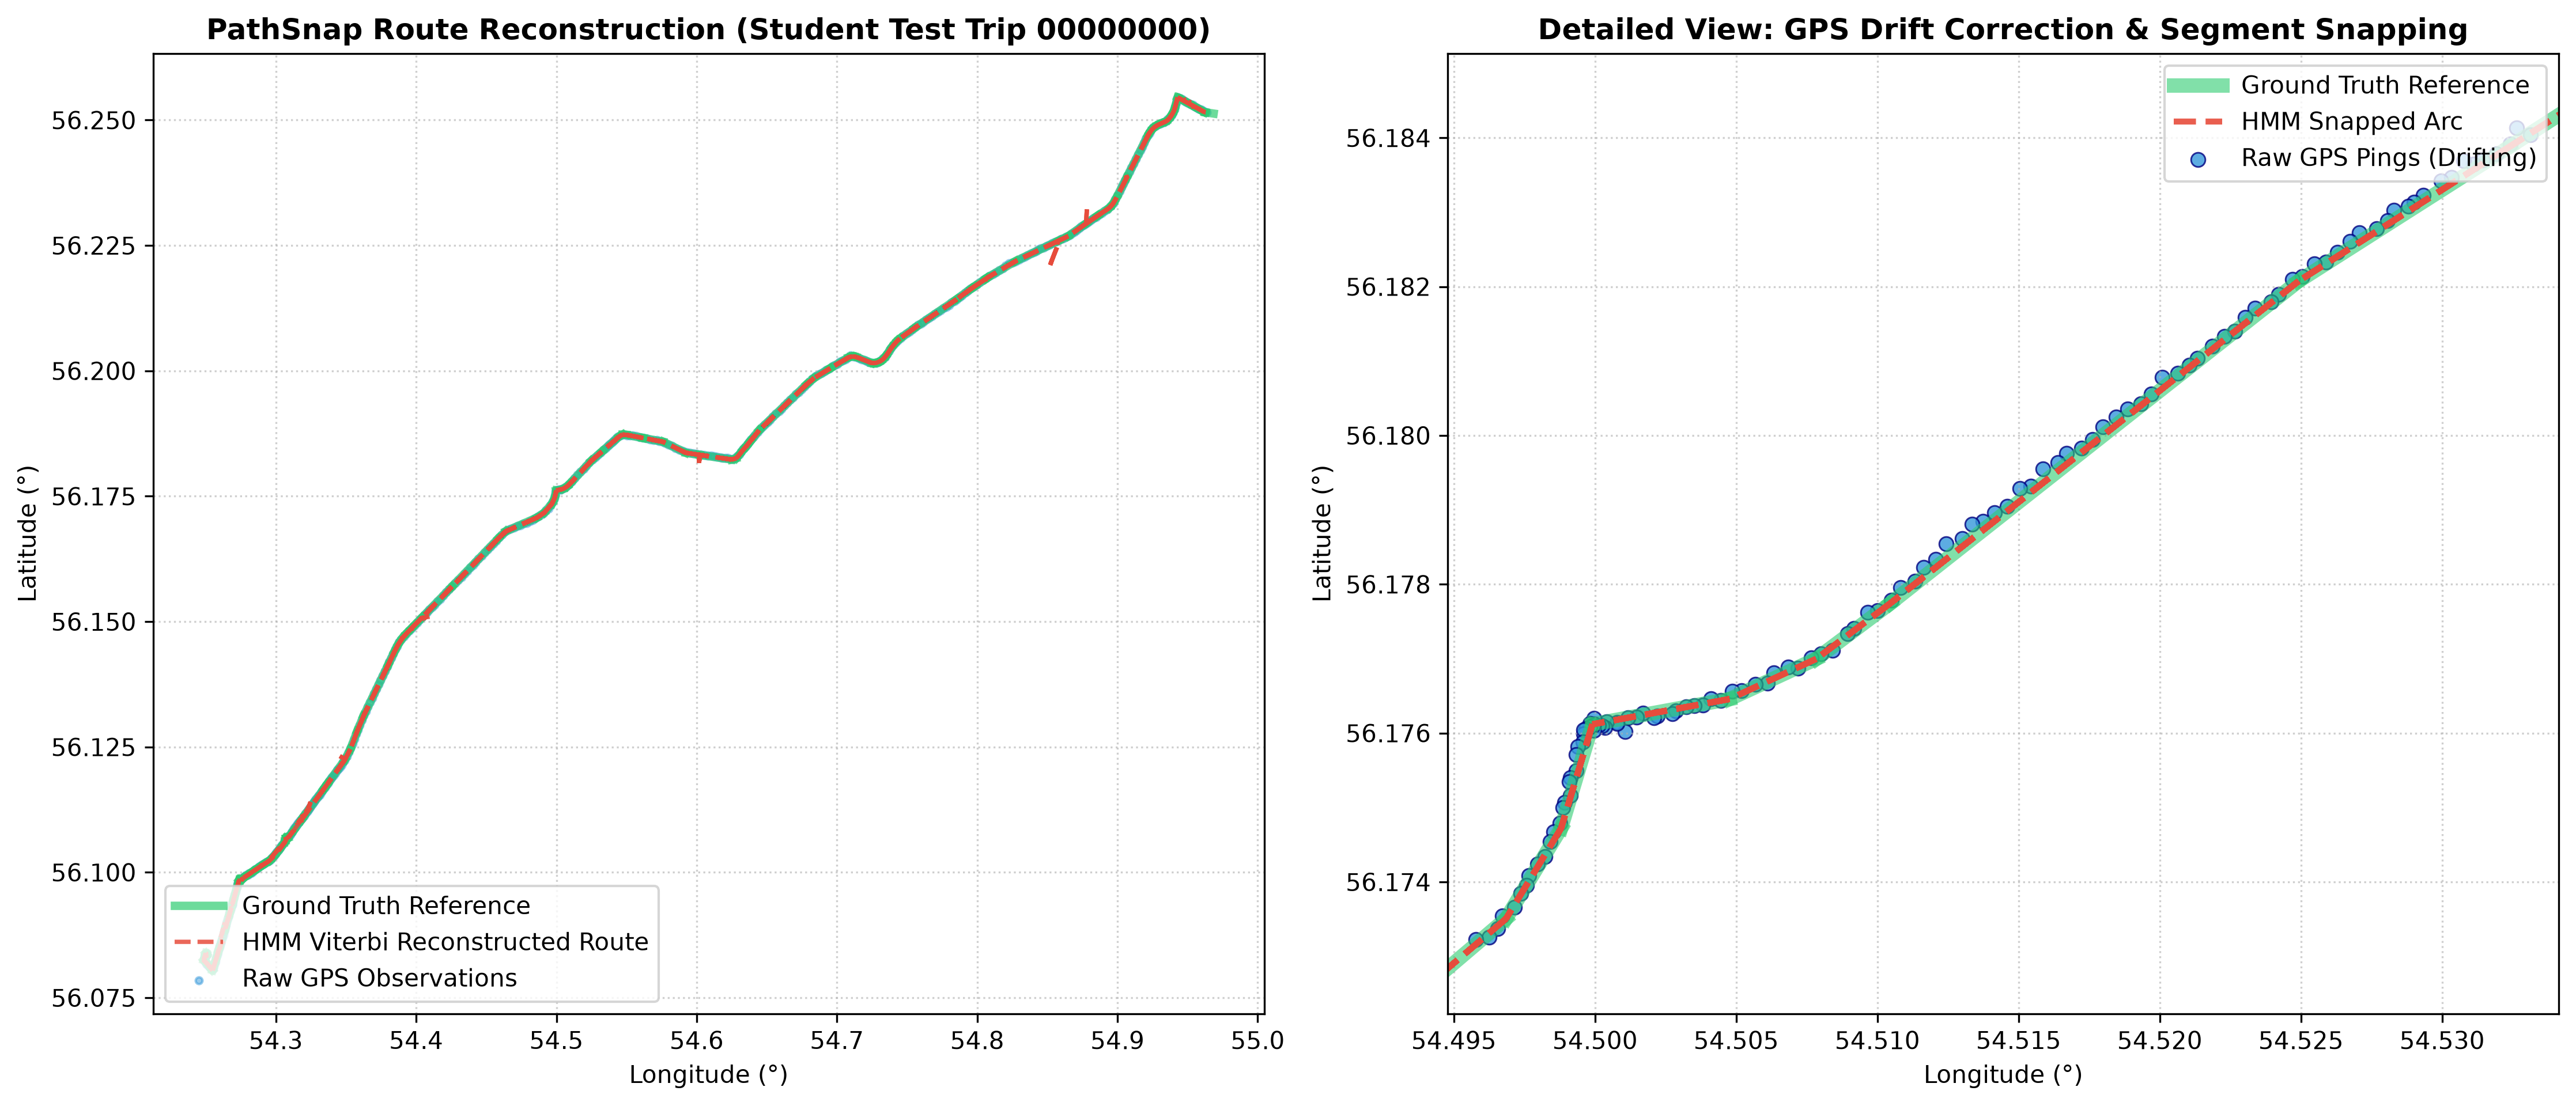 PathSnap Route Reconstruction (Student Test Trip 00000000)
Latitude (°)
56.250
56.225
56.200
56.175
56.150
56.125
56.100
56.075
Ground Truth Reference
HMM Viterbi Reconstructed Route
Raw GPS Observations
54.3 54.4 54.5 54.6 54.7 54.8 54.9 55.0
Longitude (°)
Detailed View: GPS Drift Correction & Segment Snapping
Latitude (°)
56.184
56.182
56.180
56.178
56.176
56.174
Ground Truth Reference
HMM Snapped Arc
Raw GPS Pings (Drifting)
54.495 54.500 54.505 54.510 54.515 54.520 54.525 54.530
Longitude (°)